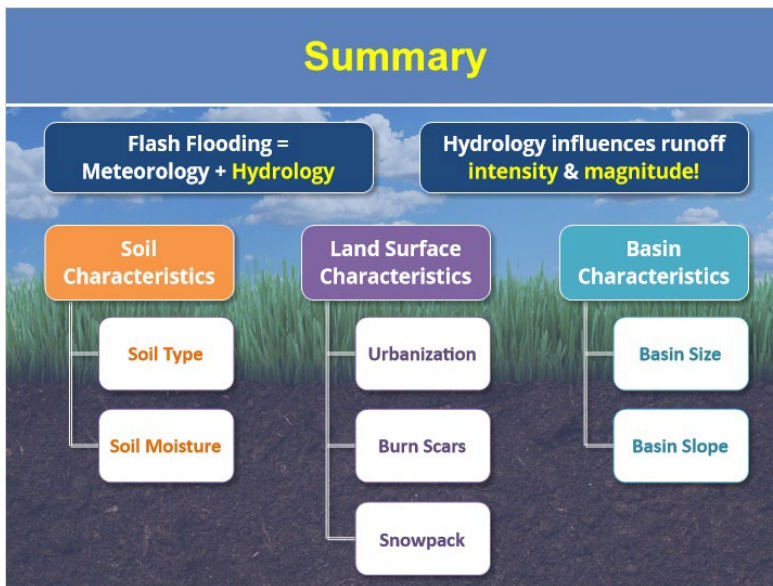 Summary
Flash Flooding =
Meteorology + Hydrology
Hydrology influences runoff
intensity & magnitude!
Soil
Characteristics
Soil Type
Soil Moisture
Land Surface
Characteristics
Urbanization
Burn Scars
Snowpack
Basin
Characteristics
Basin Size
Basin Slope